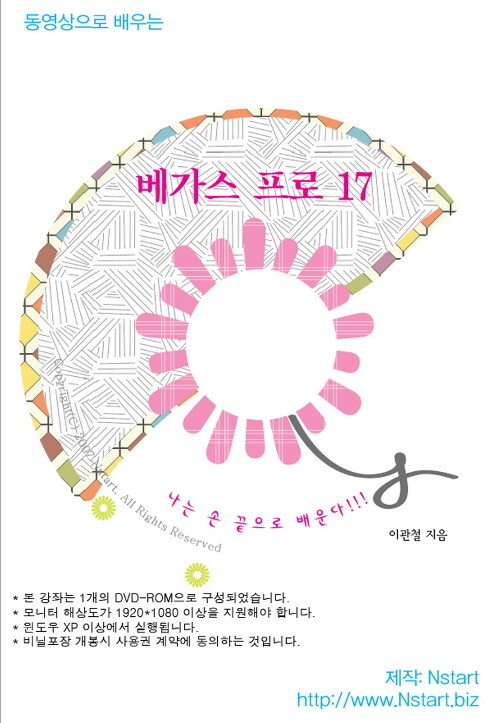 동영상으로 배우는
베가스 프로 17
Copyright(C) 2007 Nstart. All Rights Reserved
나는 손 끝으로 배운다!!!
이관철 지음
* 본 강좌는 1개의 DVD-ROM으로 구성되었습니다.
* 모니터 해상도가 1920*1080 이상을 지원해야 합니다.
* 윈도우 XP 이상에서 실행됩니다.
* 비닐포장 개봉시 사용권 계약에 동의하는 것입니다.
제작: Nstart
http://www.Nstart.biz